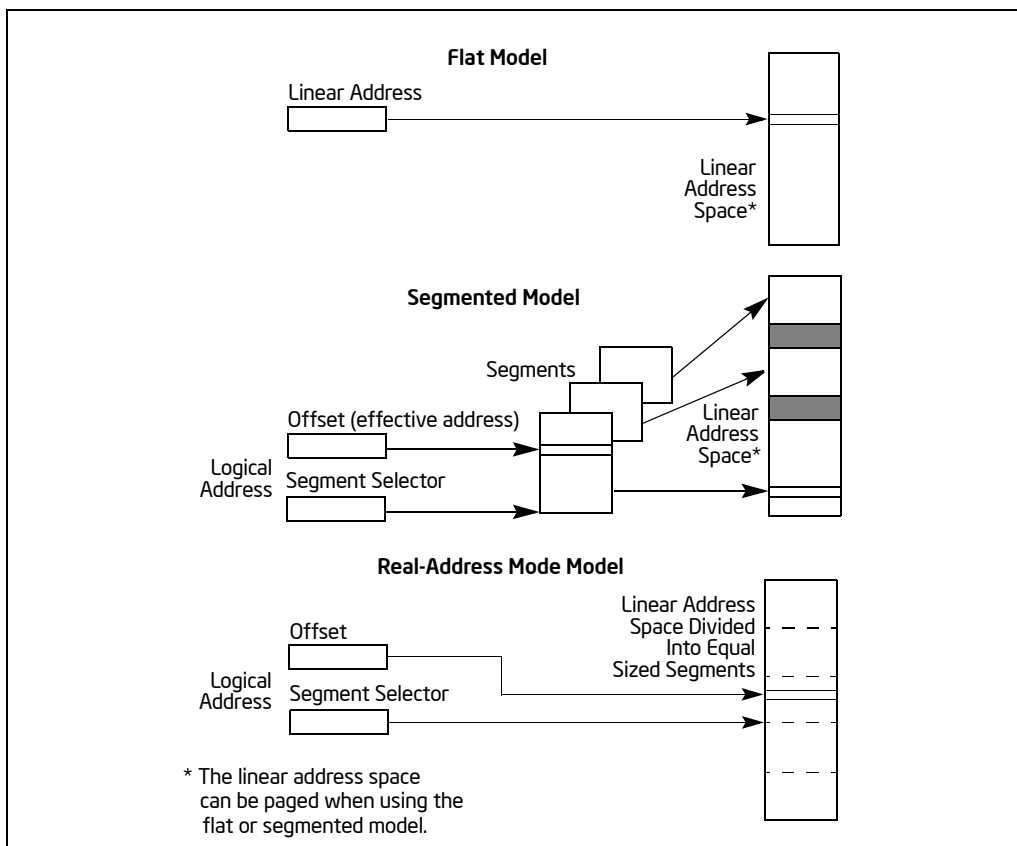 Flat Model
Linear Address
Linear
Address
Space*
Segmented Model
Segments
Offset (effective address)
Logical
Address
Segment Selector
Linear
Address
Space*
Real-Address Mode Model
Linear Address
Space Divided
Into Equal
Sized Segments
Offset
Logical
Address
Segment Selector
* The linear address space
can be paged when using the
flat or segmented model.